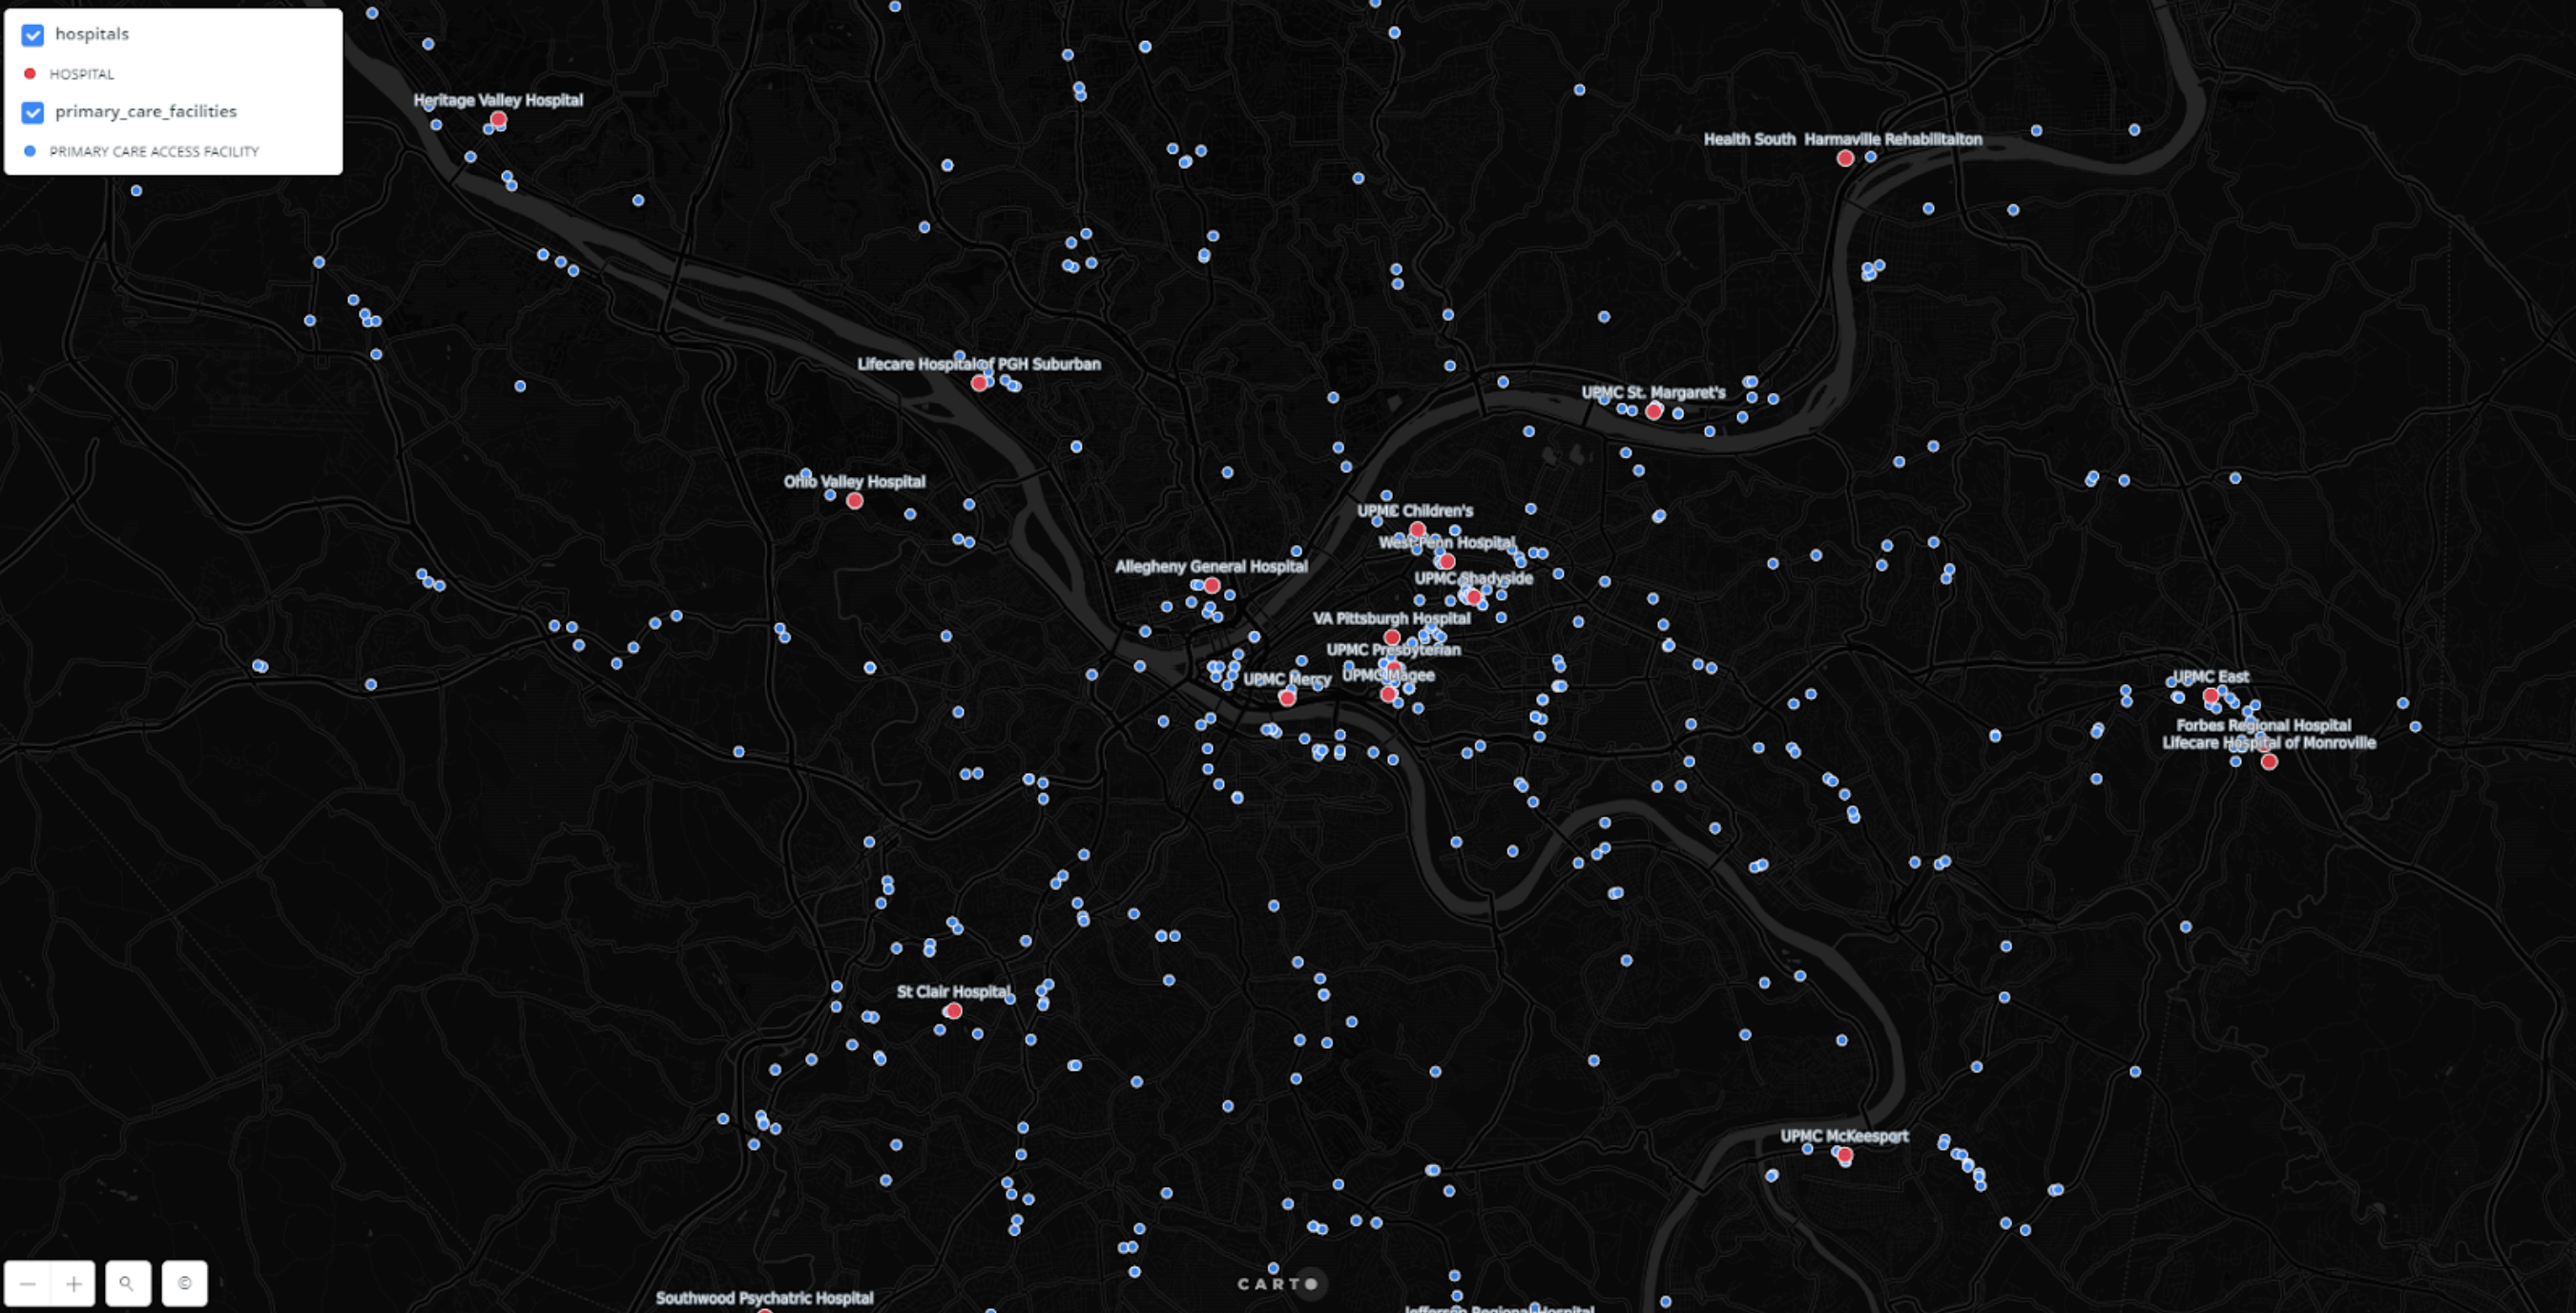 hospitals
HOSPITAL
primary_care_facilities
PRIMARY CARE ACCESS FACILITY
Heritage Valley Hospital
Health South Harmaville Rehabilitaiton
Lifecare Hospital of PGH Suburban
UPMC St. Margaret's
Ohio Valley Hospital
UPMC Children's
West Penn Hospital
Allegheny General Hospital
UPMC Shadyside
VA Pittsburgh Hospital
UPMC Presbyterian
UPMC Mercy
UPMC Magee
UPMC East
Forbes Regional Hospital
Lifecare Hospital of Monroville
St Clair Hospital
UPMC McKeesport
CARTO
©
Southwood Psychatric Hospital
Jefferson Regional Hospital